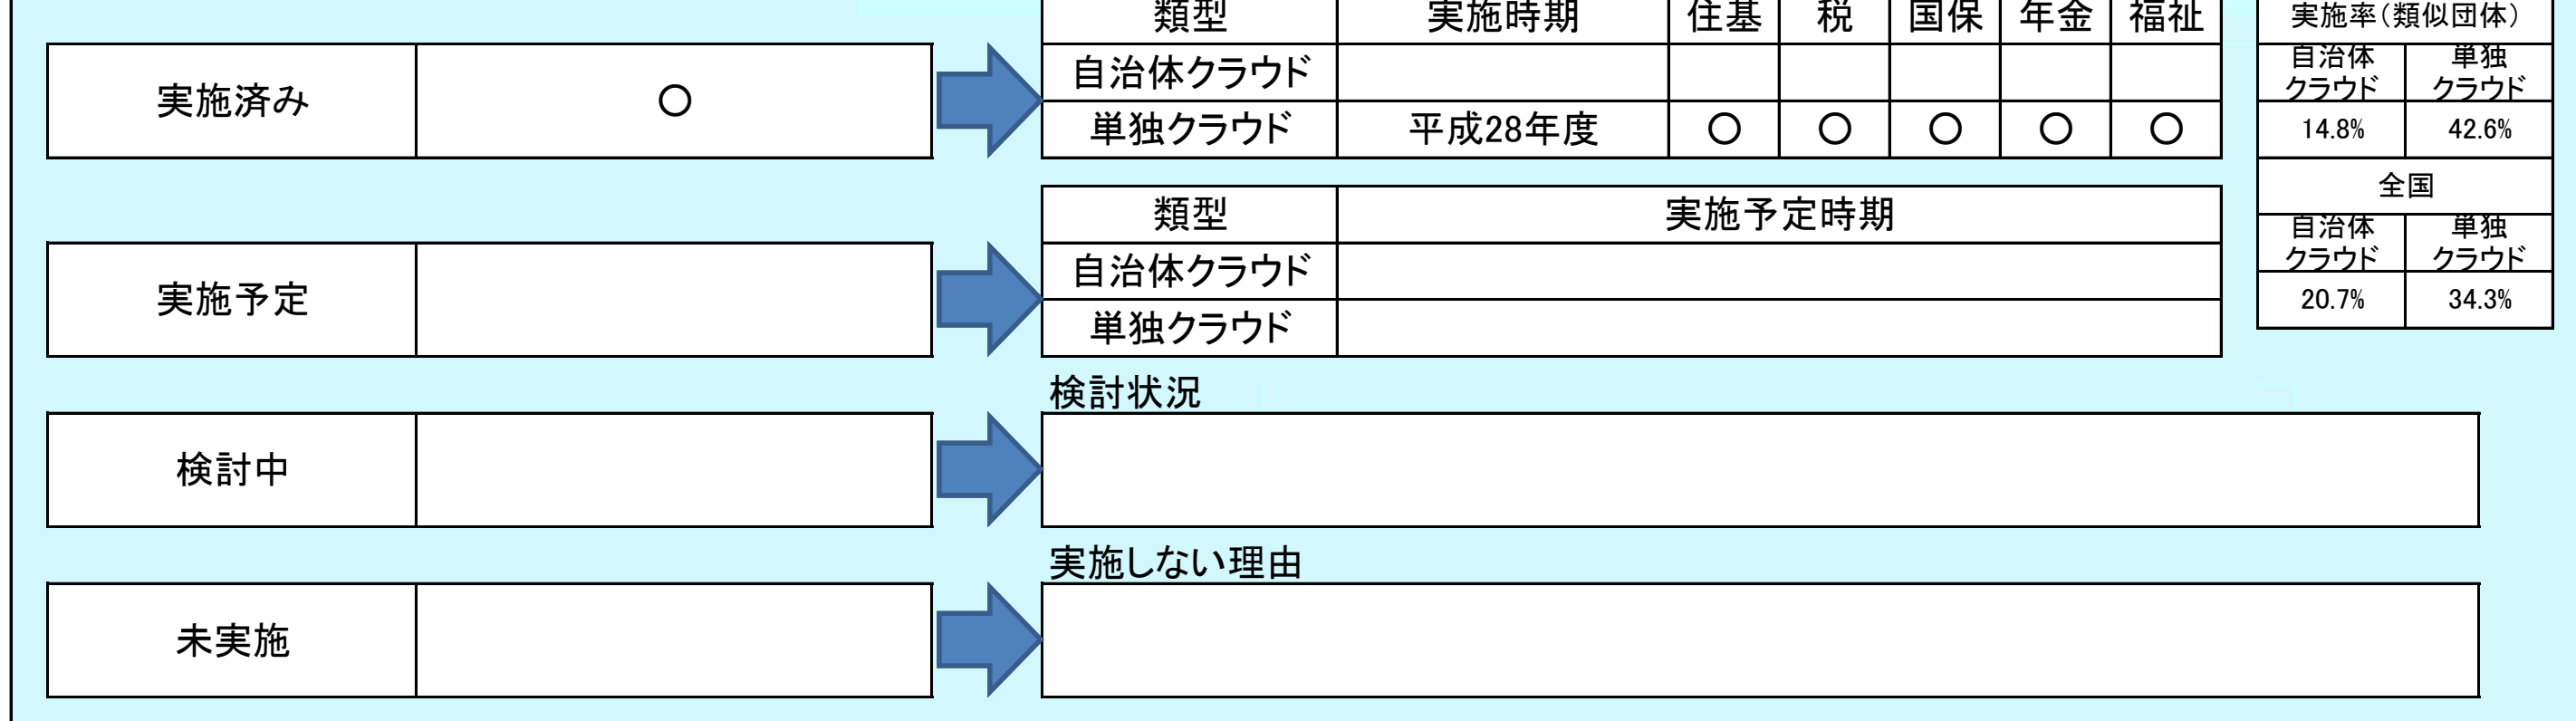 類型 実施時期 住基 税 国保 年金 福祉
実施率(類似団体)
実施済み ○
自治体クラウド
単独クラウド 平成28年度 ○ ○ ○ ○ ○
自治体 単独
クラウド クラウド
14.8% 42.6%
全国
自治体 単独
クラウド クラウド
20.7% 34.3%
実施予定
類型 実施予定時期
自治体クラウド
単独クラウド
検討状況
検討中
実施しない理由
未実施